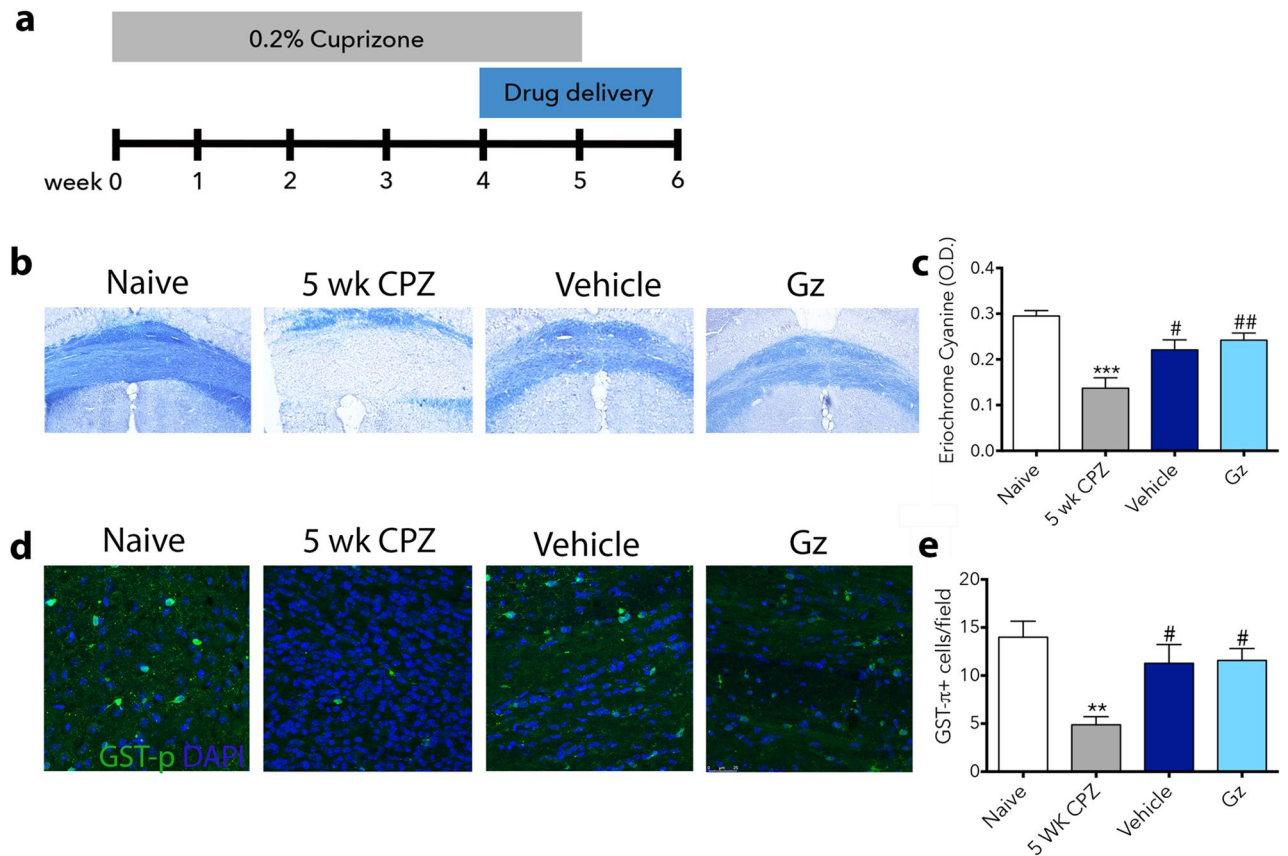 a
0.2% Cuprizone
Drug delivery
week 0 1 2 3 4 5 6
b
Naive 5 wk CPZ Vehicle Gz
c
Eriochrome Cyanine (O.D.)
0.4
0.3
0.2
0.1
0.0
*** # ##
Naive 5 wk CPZ Vehicle Gz
d
Naive 5 wk CPZ Vehicle Gz
GST-p DAPI
0 µm 25
e
GST-π+ cells/field
20
15
10
5
0
** # #
Naive 5 WK CPZ Vehicle Gz